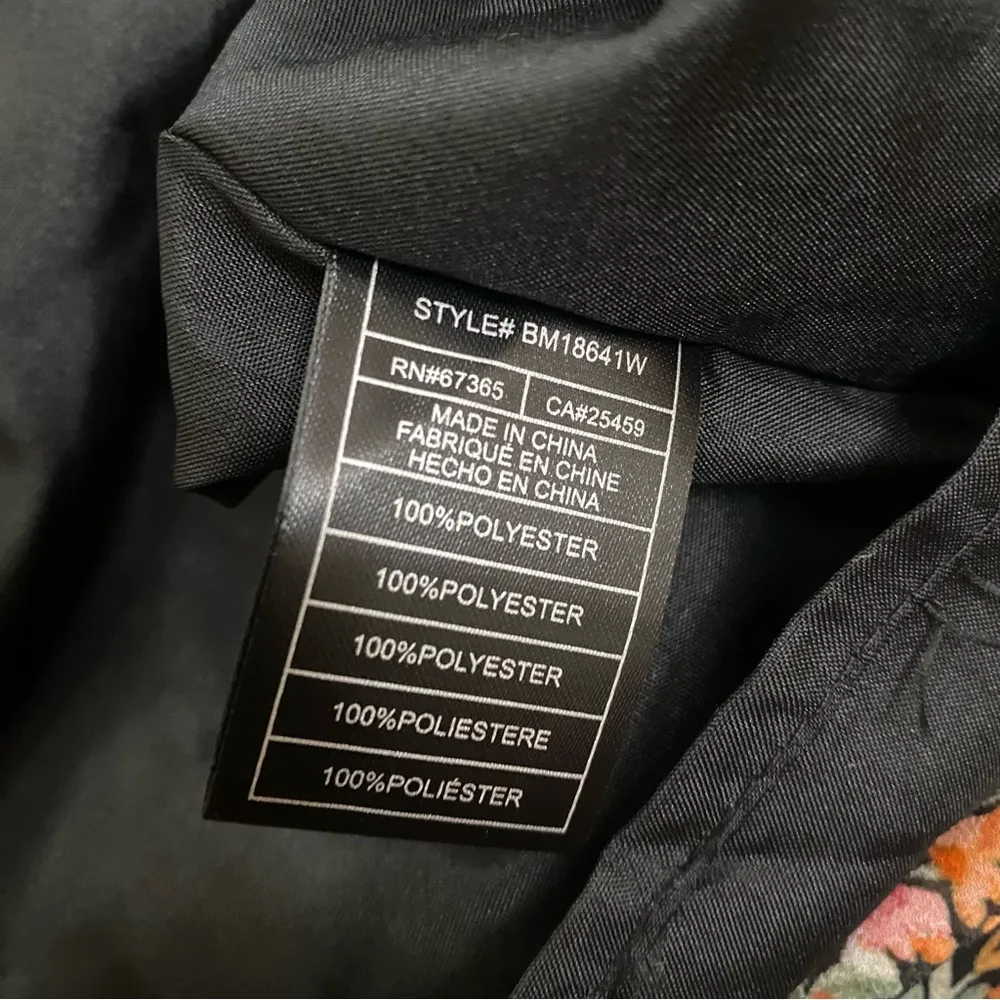 STYLE# BM18641W
RN#67365 CA#25459
MADE IN CHINA
FABRIQUÉ EN CHINE
HECHO EN CHINA
100%POLYESTER
100%POLYESTER
100%POLYESTER
100%POLIESTERE
100%POLIÉSTER